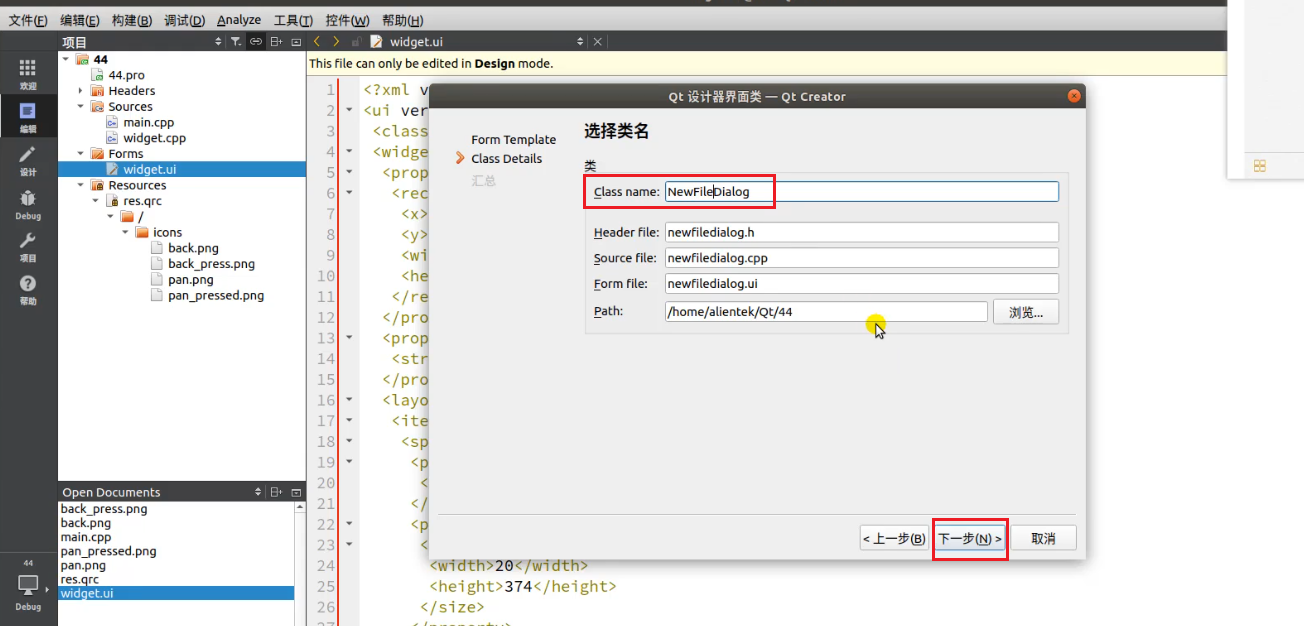 文件(F) 编辑(E) 构建(B) 调试(D) Analyze 工具(T) 控件(W) 帮助(H)
项目
widget.ui
欢迎
编辑
设计
Debug
项目
帮助
44
Debug
44
44.pro
Headers
Sources
main.cpp
widget.cpp
Forms
widget.ui
Resources
res.qrc
/
icons
back.png
back_press.png
pan.png
pan_pressed.png
Open Documents
back_press.png
back.png
main.cpp
pan_pressed.png
pan.png
res.qrc
widget.ui
This file can only be edited in Design mode.
1 <?xml v
2 <ui ver
3 <class
4 <widge
5 <prop
6 <rec
7 <x>
8 <y>
9 <wi
10 <he
11 </re
12 </pro
13 <prop
14 <str
15 </pro
16 <layo
17 <ite
18 <sp
19 <p
20 <
21 </
22 <p
23 <
24 <width>20</width>
25 <height>374</height>
26 </size>
27 </property>
Qt 设计器界面类 — Qt Creator
Form Template
Class Details
汇总
选择类名
类
Class name: NewFileDialog
Header file: newfiledialog.h
Source file: newfiledialog.cpp
Form file: newfiledialog.ui
Path: /home/alientek/Qt/44 浏览...
< 上一步(B) 下一步(N) > 取消